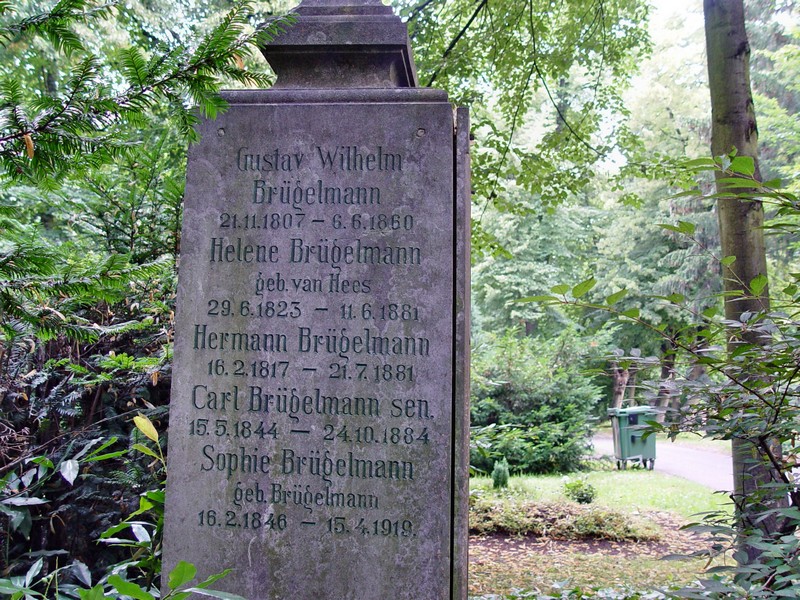 Gustav Wilhelm
Brügelmann
21.11.1807 – 6.6.1860
Helene Brügelmann
geb. van Hees
29.6.1823 – 11.6.1881
Hermann Brügelmann
16.2.1817 – 21.7.1881
Carl Brügelmann sen.
15.5.1844 – 24.10.1884
Sophie Brügelmann
geb. Brügelmann
16.2.1846 – 15.4.1919.